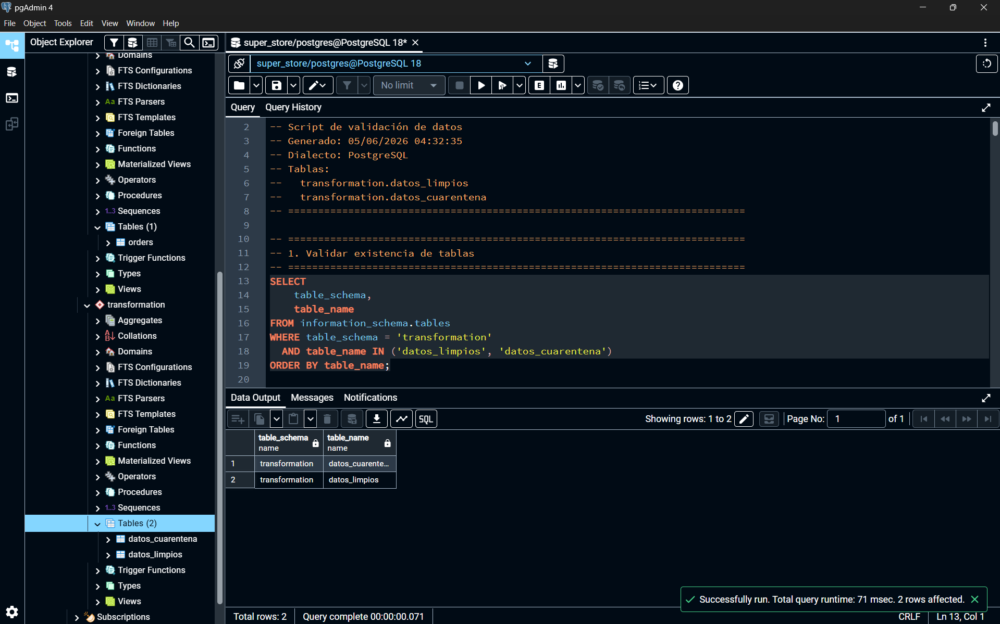 pgAdmin 4
File Object Tools Edit View Window Help
Object Explorer
Domains
FTS Configurations
FTS Dictionaries
Aa FTS Parsers
FTS Templates
Foreign Tables
Functions
Materialized Views
Operators
Procedures
1..3 Sequences
Tables (1)
orders
Trigger Functions
Types
Views
transformation
Aggregates
Collations
Domains
FTS Configurations
FTS Dictionaries
Aa FTS Parsers
FTS Templates
Foreign Tables
Functions
Materialized Views
Operators
Procedures
1..3 Sequences
Tables (2)
datos_cuarentena
datos_limpios
Trigger Functions
Types
Views
Subscriptions
super_store/postgres@PostgreSQL 18*
super_store/postgres@PostgreSQL 18
No limit
E
Query Query History
2 -- Script de validación de datos
3 -- Generado: 05/06/2026 04:32:35
4 -- Dialecto: PostgreSQL
5 -- Tablas:
6 --   transformation.datos_limpios
7 --   transformation.datos_cuarentena
8 -- ============================================================================
9
10 -- ============================================================================
11 -- 1. Validar existencia de tablas
12 -- ============================================================================
13 SELECT
14     table_schema,
15     table_name
16 FROM information_schema.tables
17 WHERE table_schema = 'transformation'
18   AND table_name IN ('datos_limpios', 'datos_cuarentena')
19 ORDER BY table_name;
20
Data Output Messages Notifications
SQL
Showing rows: 1 to 2
Page No: 1 of 1
table_schema name
table_name name
1 transformation datos_cuarente...
2 transformation datos_limpios
Successfully run. Total query runtime: 71 msec. 2 rows affected.
Total rows: 2
Query complete 00:00:00.071
CRLF
Ln 13, Col 1